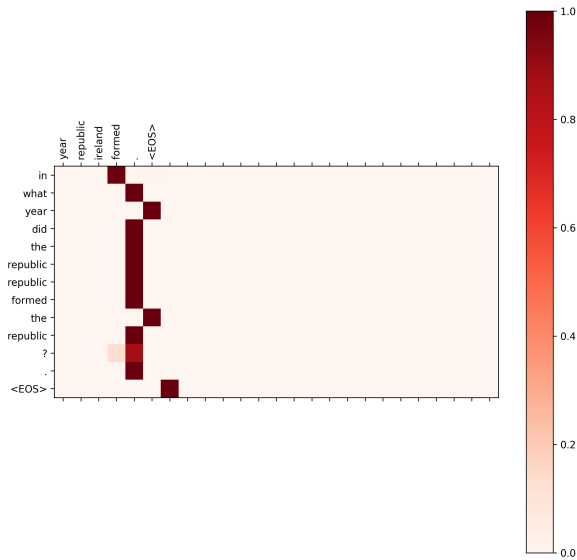 year
republic
ireland
formed
.
<EOS>
in
what
year
did
the
republic
republic
formed
the
republic
?
.
<EOS>
1.0
0.8
0.6
0.4
0.2
0.0